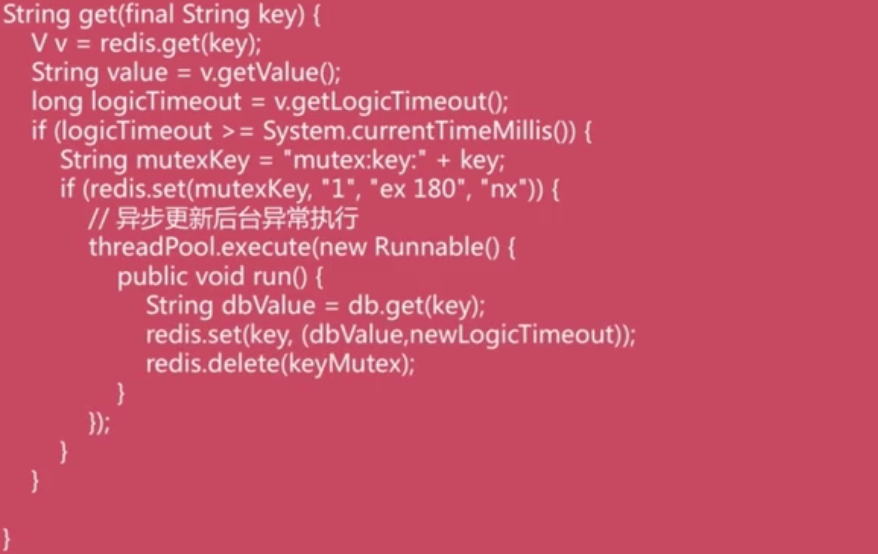 String get(final String key) {
V v = redis.get(key);
String value = v.getValue();
long logicTimeout = v.getLogicTimeout();
if (logicTimeout >= System.currentTimeMillis()) {
String mutexKey = "mutex:key:" + key;
if (redis.set(mutexKey, "1", "ex 180", "nx")) {
// 异步更新后台异常执行
threadPool.execute(new Runnable() {
public void run() {
String dbValue = db.get(key);
redis.set(key, (dbValue,newLogicTimeout));
redis.delete(keyMutex);
}
});
}
}
}